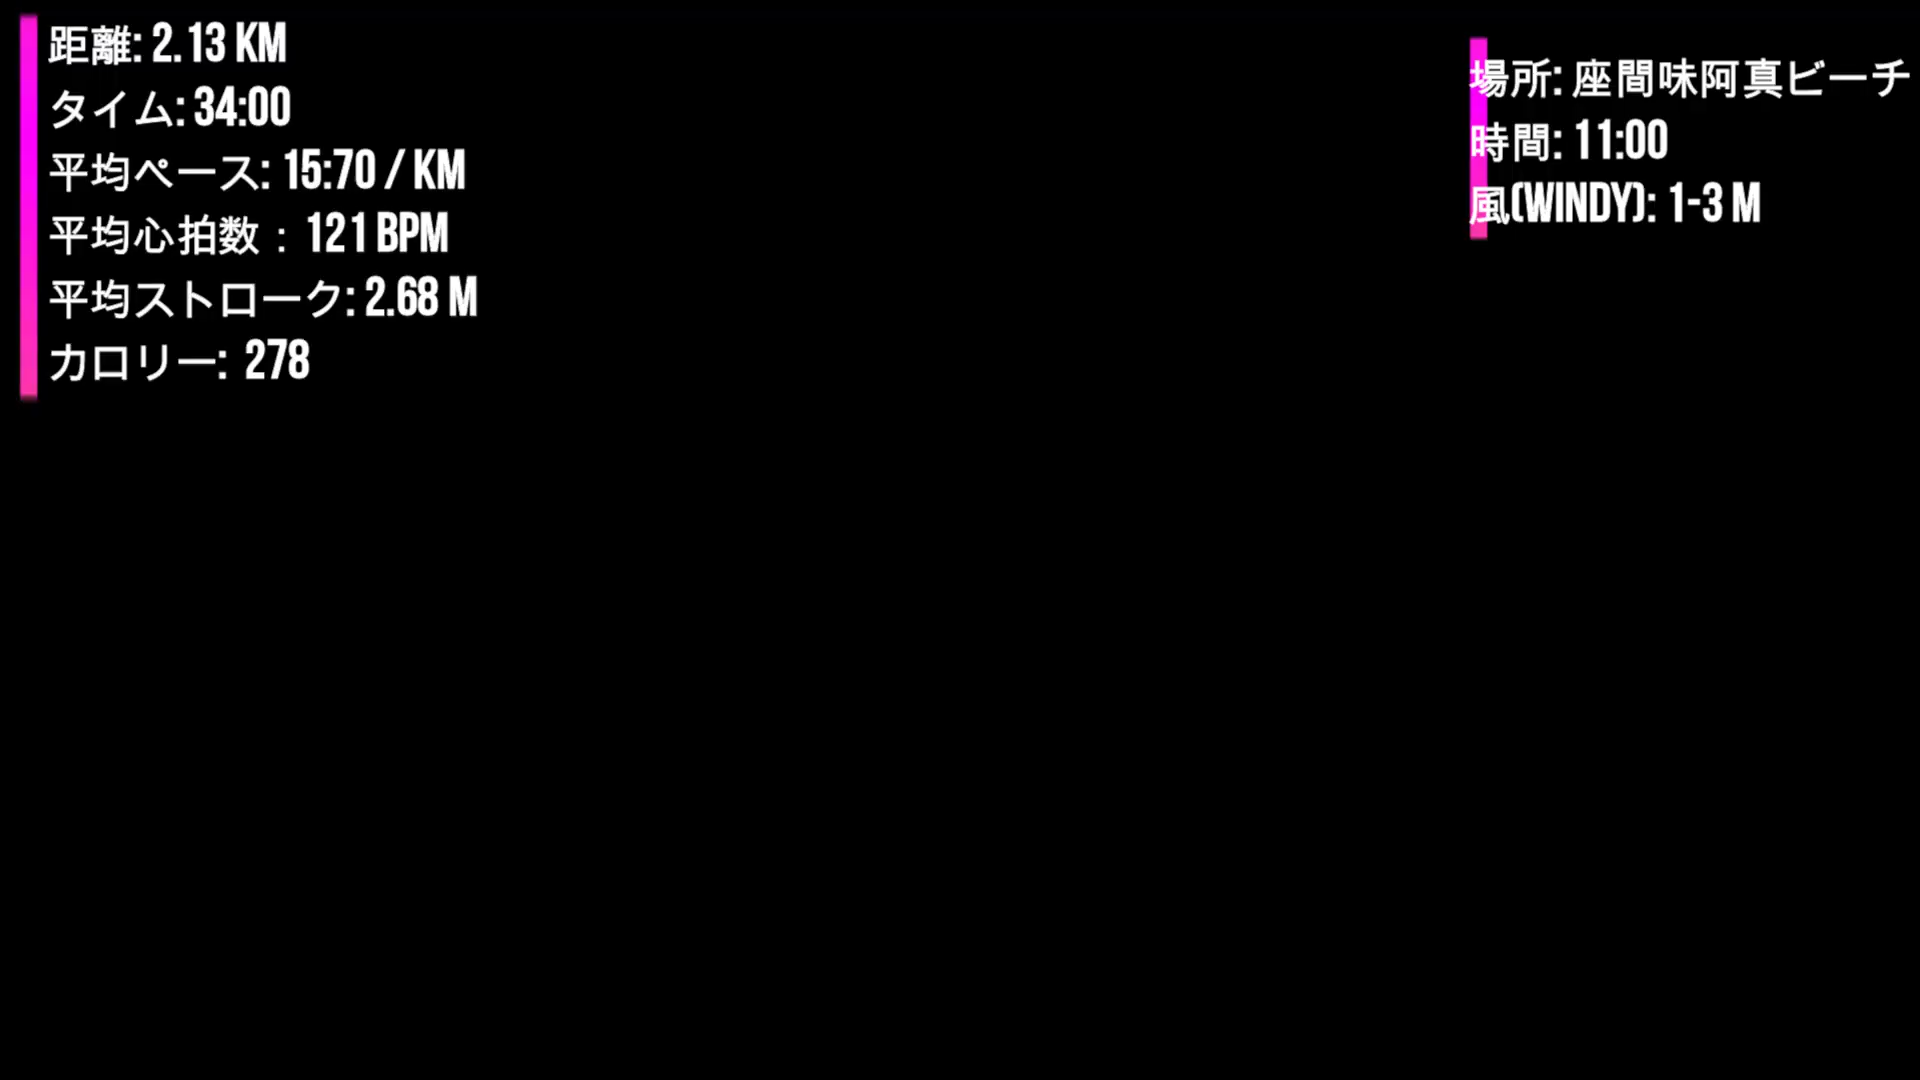 距離: 2.13 KM
タイム: 34:00
平均ペース: 15:70 / KM
平均心拍数：121 BPM
平均ストローク: 2.68 M
カロリー: 278
場所: 座間味阿真ビーチ
時間: 11:00
風(WINDY): 1-3 M